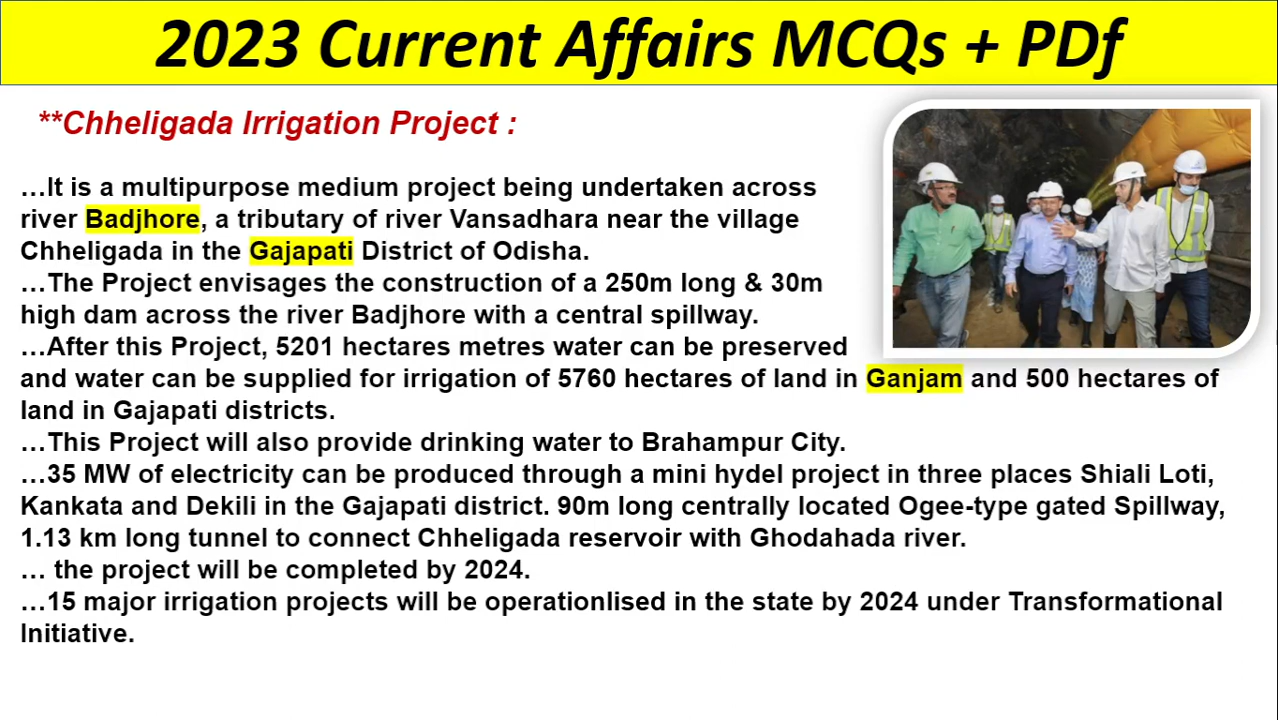 2023 Current Affairs MCQs + PDf
**Chheligada Irrigation Project :
…It is a multipurpose medium project being undertaken across
river Badjhore, a tributary of river Vansadhara near the village
Chheligada in the Gajapati District of Odisha.
…The Project envisages the construction of a 250m long & 30m
high dam across the river Badjhore with a central spillway.
…After this Project, 5201 hectares metres water can be preserved
and water can be supplied for irrigation of 5760 hectares of land in Ganjam and 500 hectares of
land in Gajapati districts.
…This Project will also provide drinking water to Brahampur City.
…35 MW of electricity can be produced through a mini hydel project in three places Shiali Loti,
Kankata and Dekili in the Gajapati district. 90m long centrally located Ogee-type gated Spillway,
1.13 km long tunnel to connect Chheligada reservoir with Ghodahada river.
… the project will be completed by 2024.
…15 major irrigation projects will be operationlised in the state by 2024 under Transformational
Initiative.